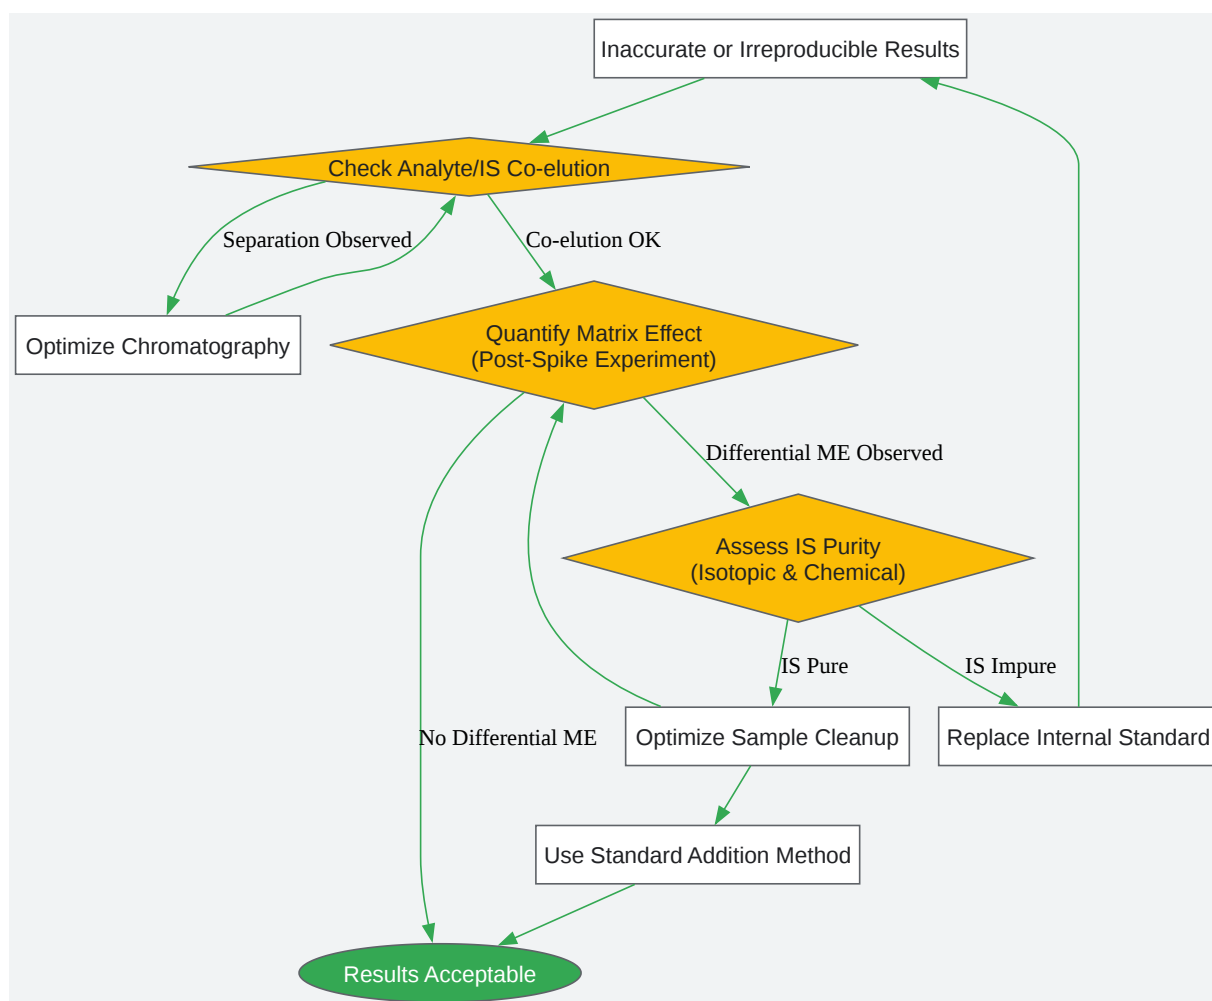 Inaccurate or Irreproducible Results
Check Analyte/IS Co-elution
Separation Observed
Co-elution OK
Optimize Chromatography
Quantify Matrix Effect
(Post-Spike Experiment)
Differential ME Observed
Assess IS Purity
(Isotopic & Chemical)
IS Pure
IS Impure
No Differential ME
Optimize Sample Cleanup
Replace Internal Standard
Use Standard Addition Method
Results Acceptable